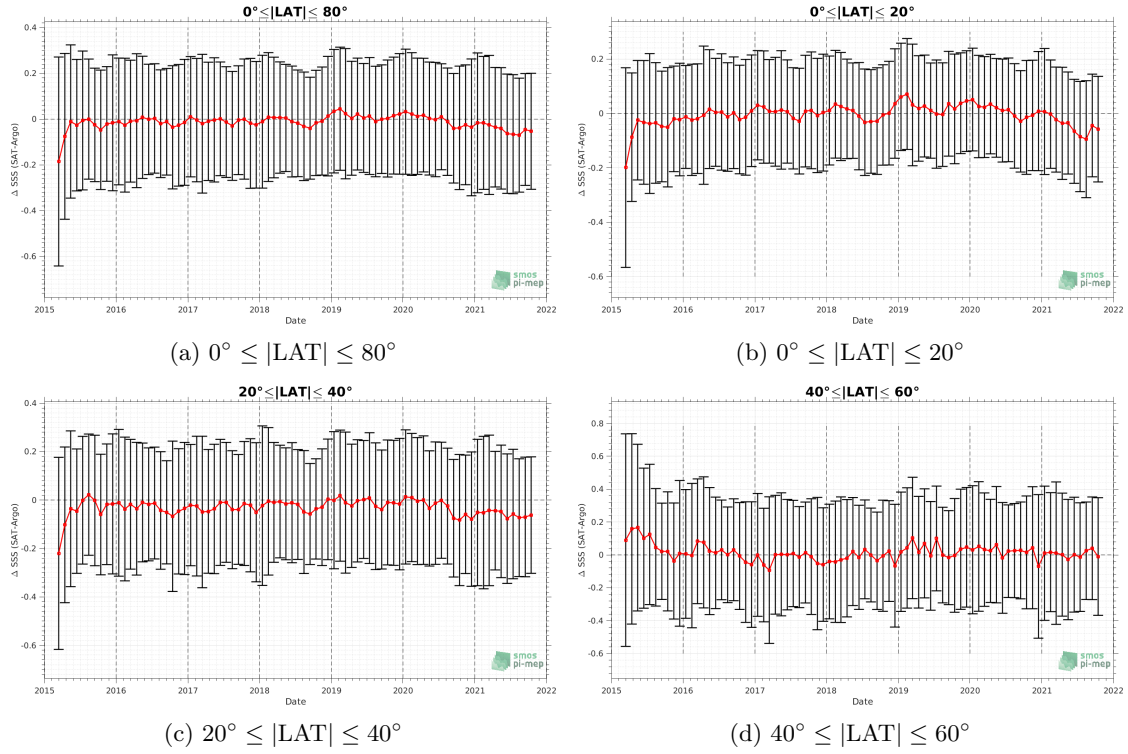 0°≤|LAT|≤ 80°
0.4
0.2
0
-0.2
-0.4
-0.6
Δ SSS (SAT-Argo)
2015 2016 2017 2018 2019 2020 2021 2022
Date
smos
pi-mep
(a) 0° ≤ |LAT| ≤ 80°
0°≤|LAT|≤ 20°
0.2
0
-0.2
-0.4
-0.6
Δ SSS (SAT-Argo)
2015 2016 2017 2018 2019 2020 2021 2022
Date
smos
pi-mep
(b) 0° ≤ |LAT| ≤ 20°
20°≤|LAT|≤ 40°
0.4
0.2
0
-0.2
-0.4
-0.6
Δ SSS (SAT-Argo)
2015 2016 2017 2018 2019 2020 2021 2022
Date
smos
pi-mep
(c) 20° ≤ |LAT| ≤ 40°
40°≤|LAT|≤ 60°
0.8
0.6
0.4
0.2
0
-0.2
-0.4
-0.6
Δ SSS (SAT-Argo)
2015 2016 2017 2018 2019 2020 2021 2022
Date
smos
pi-mep
(d) 40° ≤ |LAT| ≤ 60°